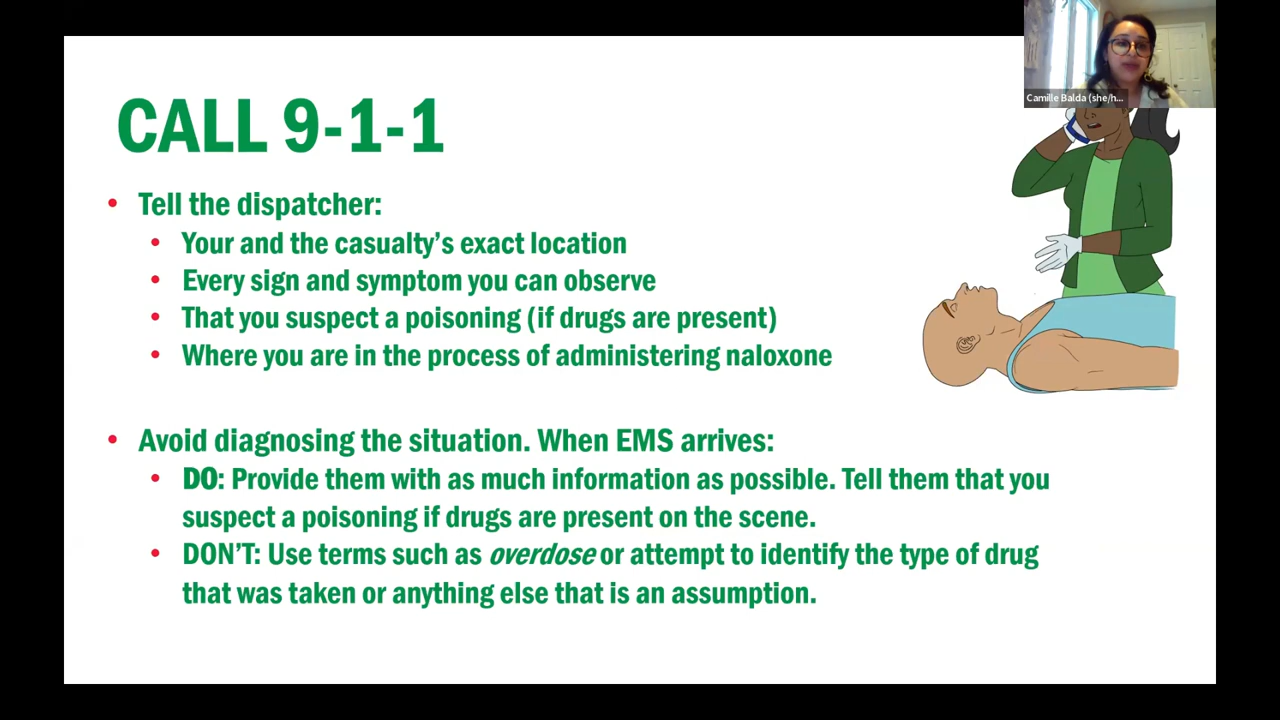 Camille Balda (she/h...
CALL 9-1-1
• Tell the dispatcher:
• Your and the casualty’s exact location
• Every sign and symptom you can observe
• That you suspect a poisoning (if drugs are present)
• Where you are in the process of administering naloxone
• Avoid diagnosing the situation. When EMS arrives:
• DO: Provide them with as much information as possible. Tell them that you
suspect a poisoning if drugs are present on the scene.
• DON’T: Use terms such as overdose or attempt to identify the type of drug
that was taken or anything else that is an assumption.